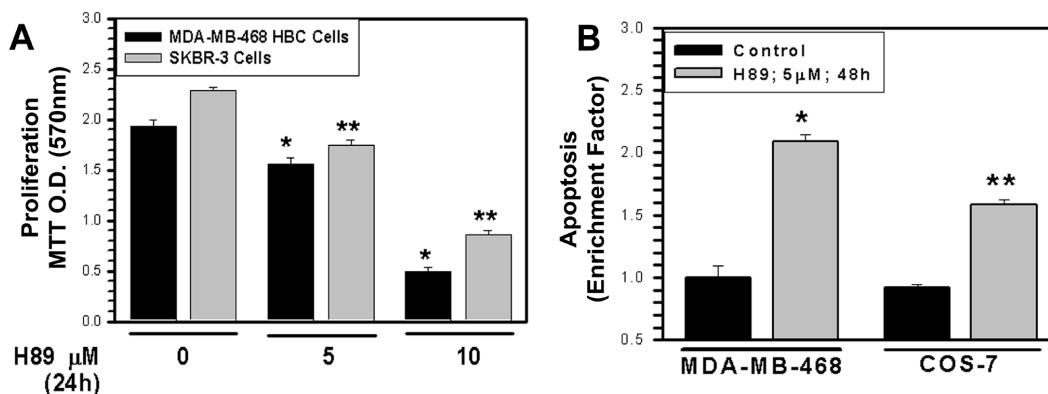 A
Proliferation
MTT O.D. (570nm)
3.0
2.5
2.0
1.5
1.0
0.5
0.0
MDA-MB-468 HBC Cells
SKBR-3 Cells
*
**
*
**
0
5
10
H89 μM
(24h)
B
Apoptosis
(Enrichment Factor)
3.0
2.5
2.0
1.5
1.0
0.5
Control
H89; 5μM; 48h
*
**
MDA-MB-468
COS-7